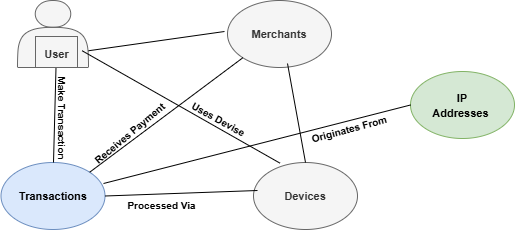 User
Merchants
Make Transaction
Receives Payment
Uses Devise
IP
Addresses
Originates From
Transactions
Processed Via
Devices